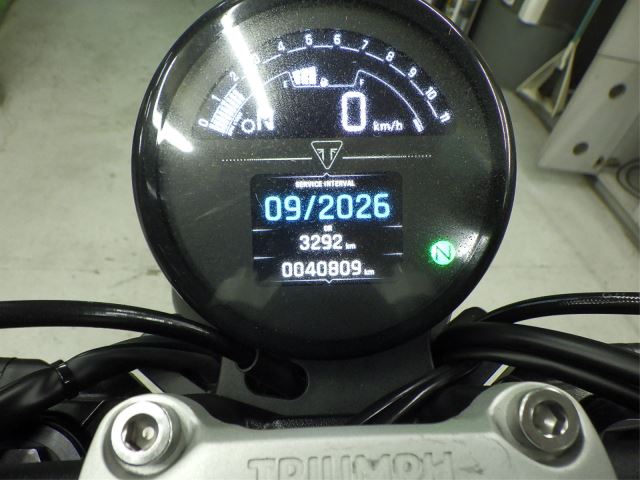 0 1 2 3 4 5 6 7 8 9 10 11
E F
N 0 km/h
SERVICE INTERVAL
09/2026
OR
3292 km
N
0040809 km
TRIUMPH